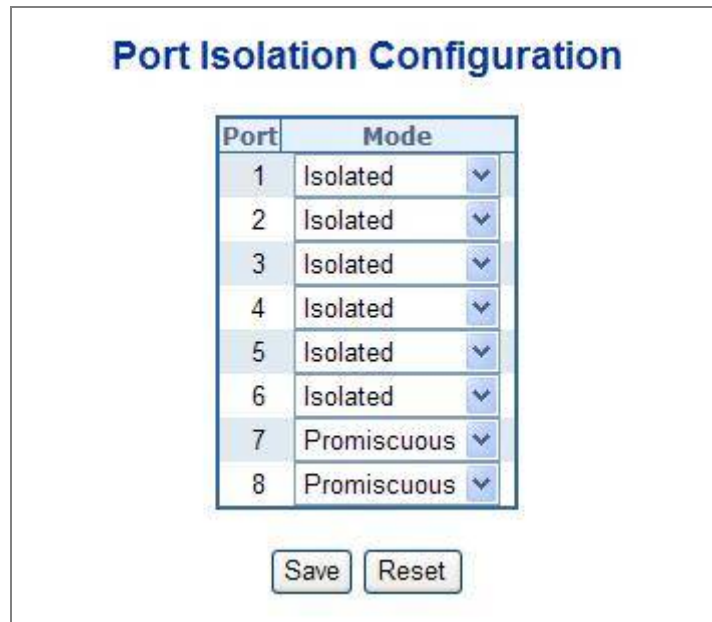 Port Isolation Configuration
Port Mode
1 Isolated
2 Isolated
3 Isolated
4 Isolated
5 Isolated
6 Isolated
7 Promiscuous
8 Promiscuous
Save Reset